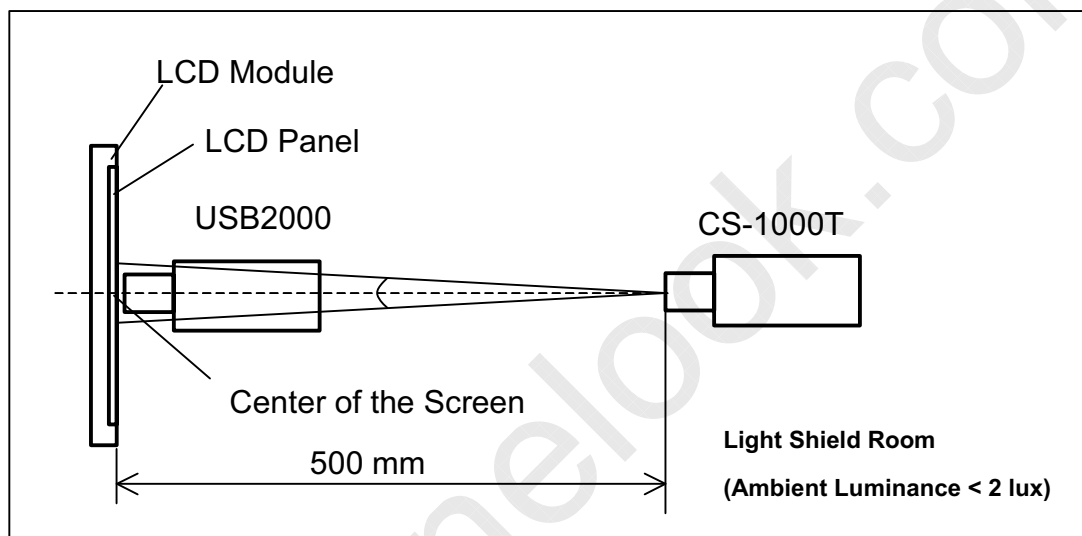 LCD Module
LCD Panel
USB2000
CS-1000T
Center of the Screen
500 mm
Light Shield Room
(Ambient Luminance < 2 lux)